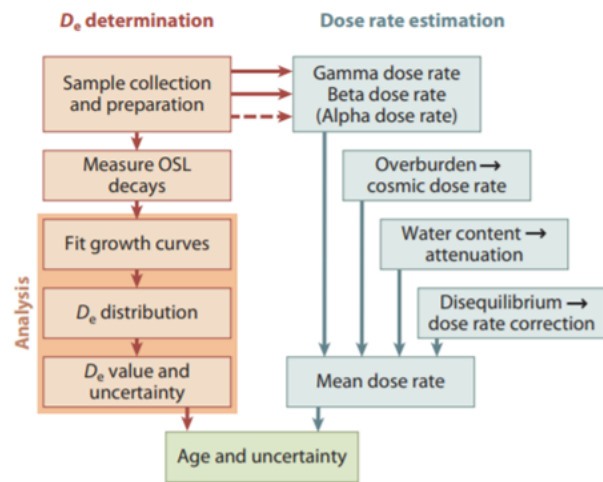 De determination
Dose rate estimation
Sample collection
and preparation
Gamma dose rate
Beta dose rate
(Alpha dose rate)
Measure OSL
decays
Overburden →
cosmic dose rate
Fit growth curves
Water content →
attenuation
De distribution
Disequilibrium →
dose rate correction
Analysis
De value and
uncertainty
Mean dose rate
Age and uncertainty